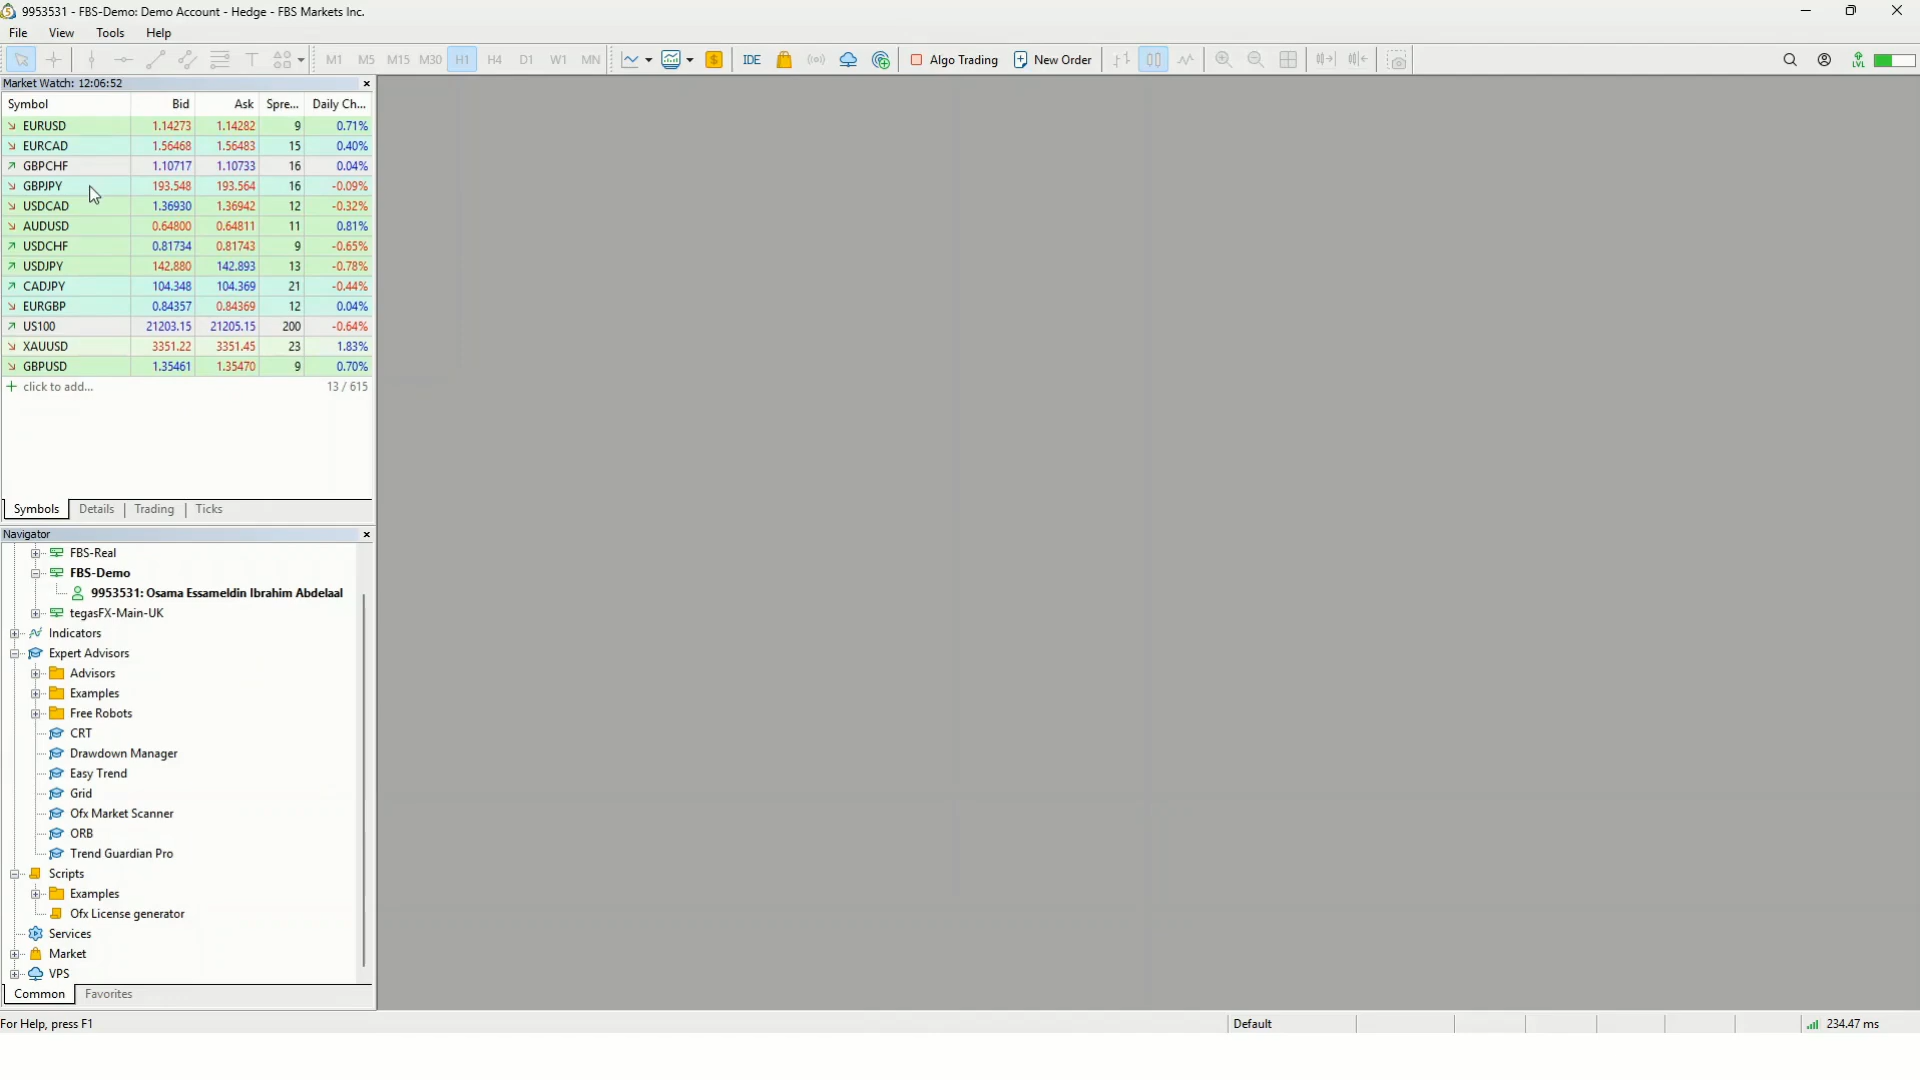 9953531 - FBS-Demo: Demo Account - Hedge - FBS Markets Inc.
File View Tools Help
M1 M5 M15 M30 H1 H4 D1 W1 MN IDE Algo Trading New Order LVL
Market Watch: 12:06:52
Symbol Bid Ask Spre... Daily Ch...
EURUSD 1.14273 1.14282 9 0.71%
EURCAD 1.56468 1.56483 15 0.40%
GBPCHF 1.10717 1.10733 16 0.04%
GBPJPY 193.548 193.564 16 -0.09%
USDCAD 1.36930 1.36942 12 -0.32%
AUDUSD 0.64800 0.64811 11 0.81%
USDCHF 0.81734 0.81743 9 -0.65%
USDJPY 142.880 142.893 13 -0.78%
CADJPY 104.348 104.369 21 -0.44%
EURGBP 0.84357 0.84369 12 0.04%
US100 21203.15 21205.15 200 -0.64%
XAUUSD 3351.22 3351.45 23 1.83%
GBPUSD 1.35461 1.35470 9 0.70%
click to add... 13 / 615
Symbols Details Trading Ticks
Navigator
FBS-Real
FBS-Demo
9953531: Osama Essameldin Ibrahim Abdelaal
tegasFX-Main-UK
Indicators
Expert Advisors
Advisors
Examples
Free Robots
CRT
Drawdown Manager
Easy Trend
Grid
Ofx Market Scanner
ORB
Trend Guardian Pro
Scripts
Examples
Ofx License generator
Services
Market
VPS
Common Favorites
For Help, press F1 Default 234.47 ms